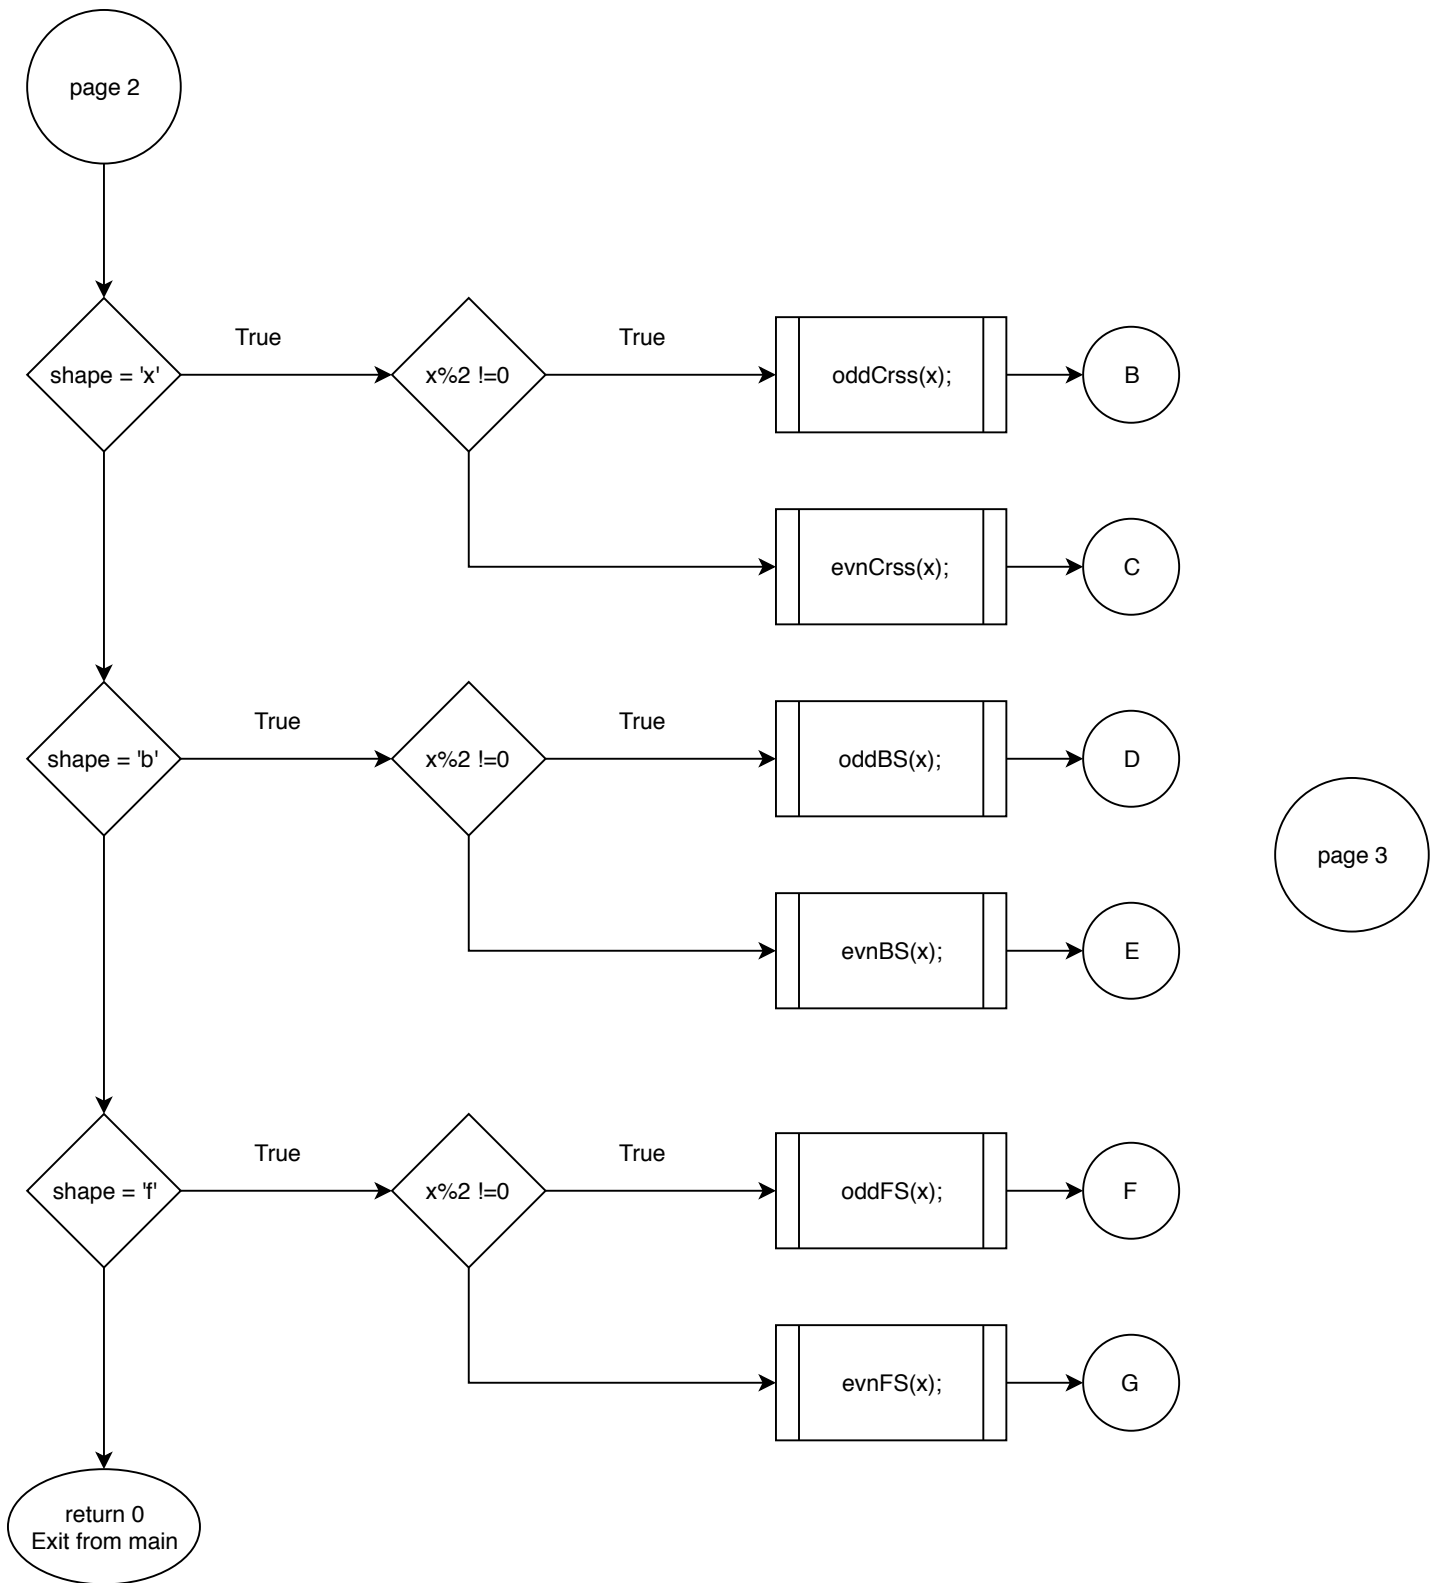 page 2
True
True
shape = 'x'
x%2 !=0
oddCrss(x);
B
evnCrss(x);
C
True
True
shape = 'b'
x%2 !=0
oddBS(x);
D
page 3
evnBS(x);
E
True
True
shape = 'f'
x%2 !=0
oddFS(x);
F
evnFS(x);
G
return 0
Exit from main